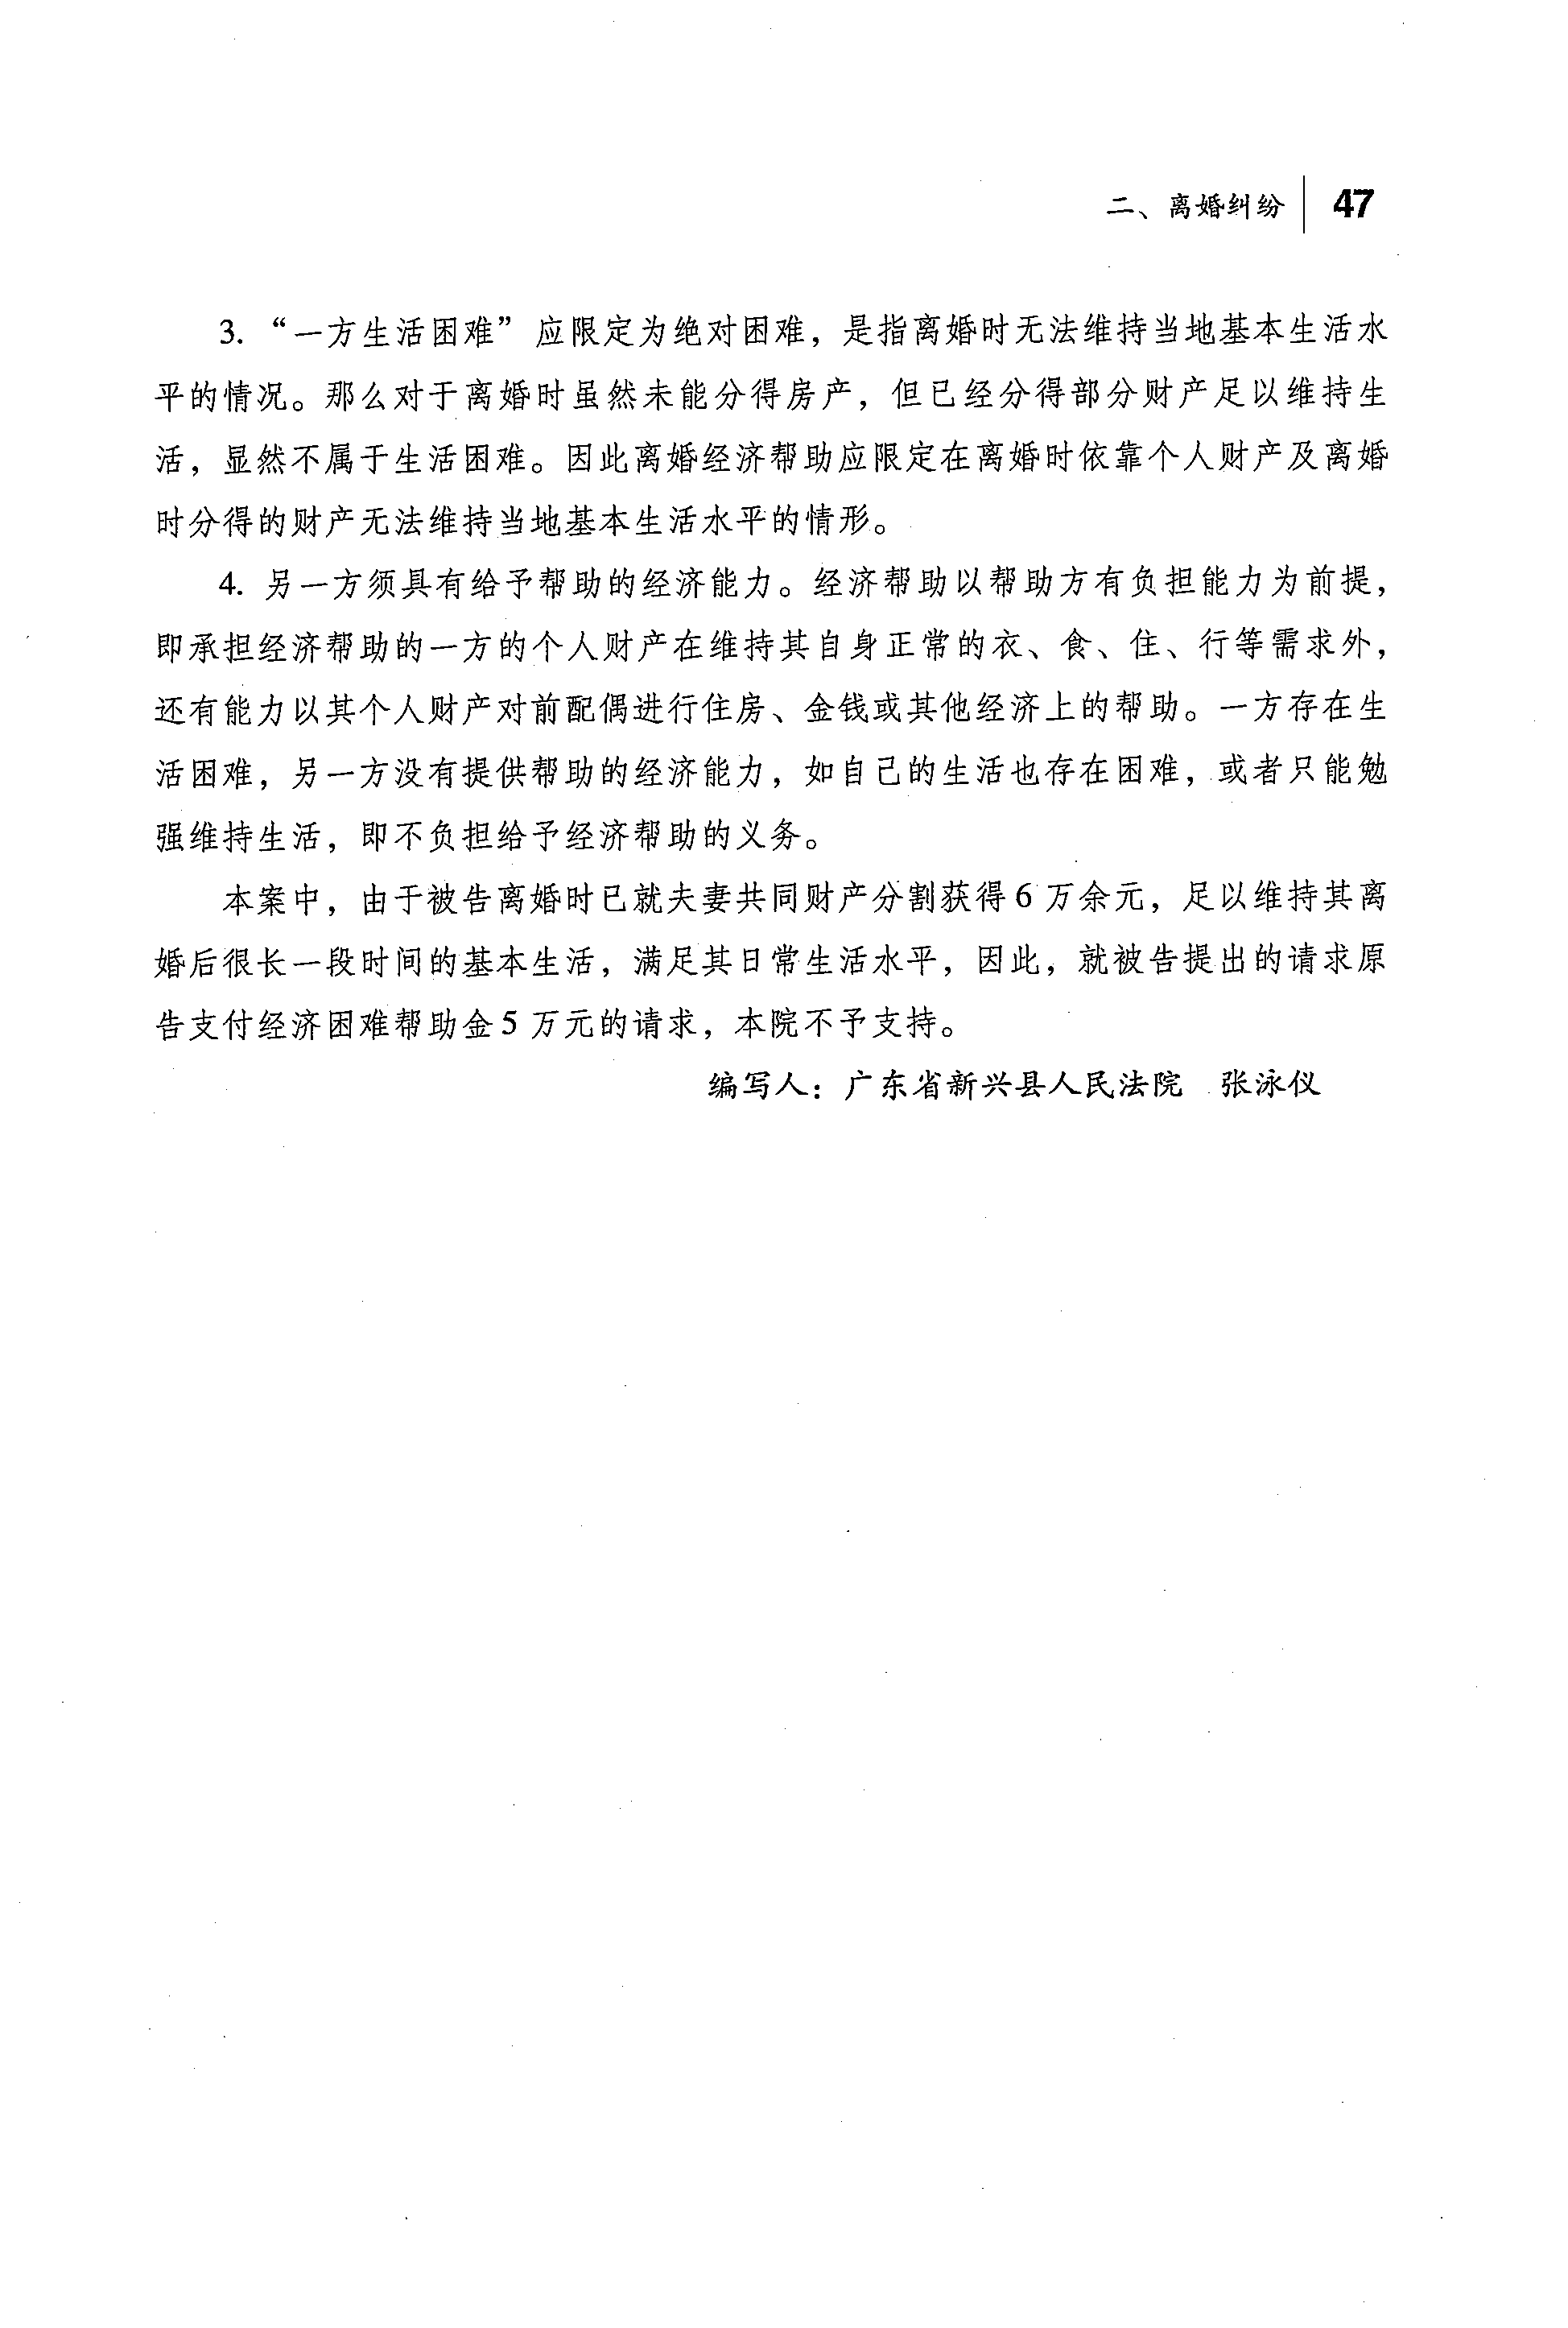 二、离婚纠纷 47
3. “一方生活困难”应限定为绝对困难，是指离婚时无法维持当地基本生活水
平的情况。那么对于离婚时虽然未能分得房产，但已经分得部分财产足以维持生
活，显然不属于生活困难。因此离婚经济帮助应限定在离婚时依靠个人财产及离婚
时分得的财产无法维持当地基本生活水平的情形。
4. 另一方须具有给予帮助的经济能力。经济帮助以帮助方有负担能力为前提，
即承担经济帮助的一方的个人财产在维持其自身正常的衣、食、住、行等需求外，
还有能力以其个人财产对前配偶进行住房、金钱或其他经济上的帮助。一方存在生
活困难，另一方没有提供帮助的经济能力，如自己的生活也存在困难，或者只能勉
强维持生活，即不负担给予经济帮助的义务。
本案中，由于被告离婚时已就夫妻共同财产分割获得6万余元，足以维持其离
婚后很长一段时间的基本生活，满足其日常生活水平，因此，就被告提出的请求原
告支付经济困难帮助金5万元的请求，本院不予支持。
编写人：广东省新兴县人民法院 张泳仪